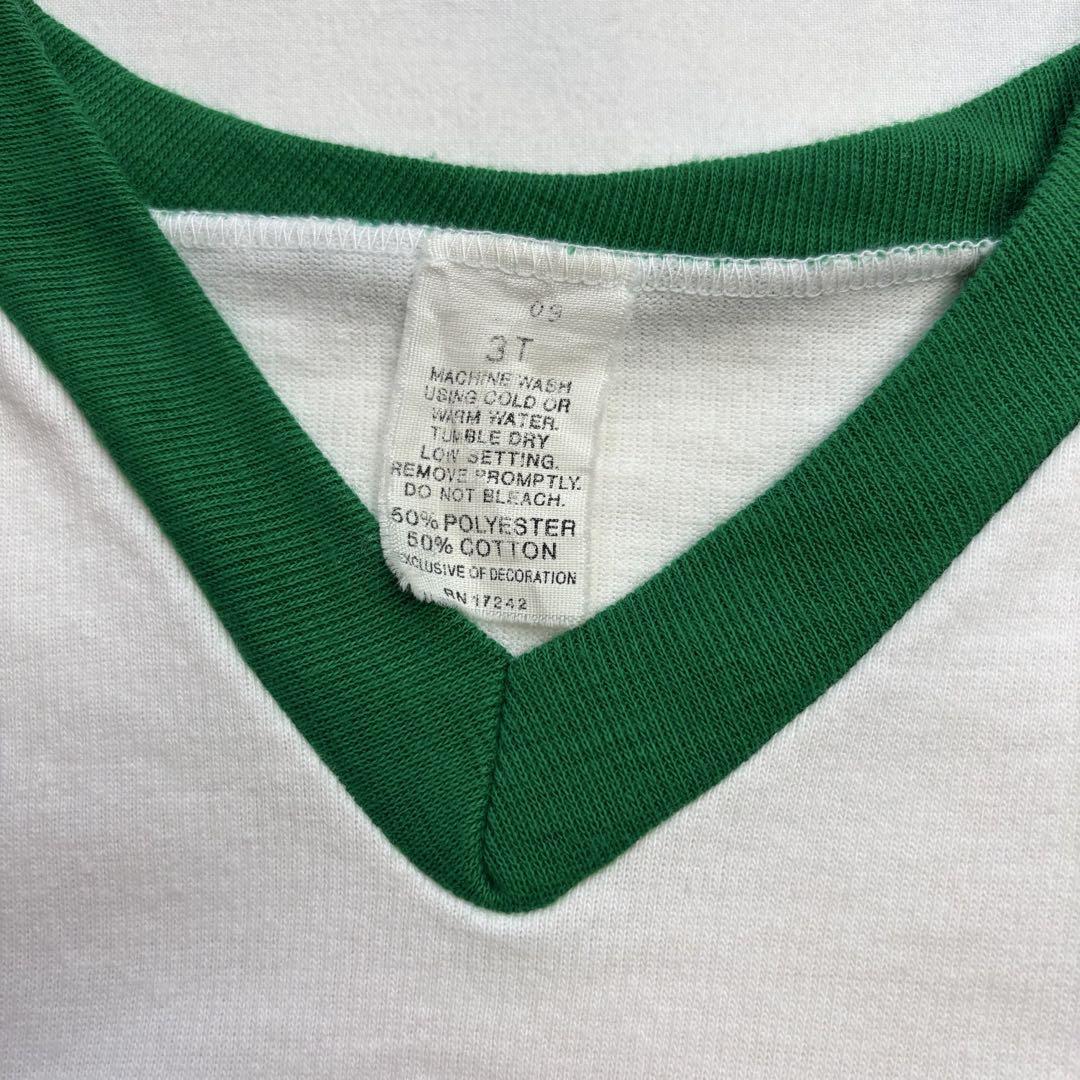 09
3T
MACHINE WASH
USING COLD OR
WARM WATER.
TUMBLE DRY
LOW SETTING.
REMOVE PROMPTLY.
DO NOT BLEACH.
50% POLYESTER
50% COTTON
EXCLUSIVE OF DECORATION
RN 17242